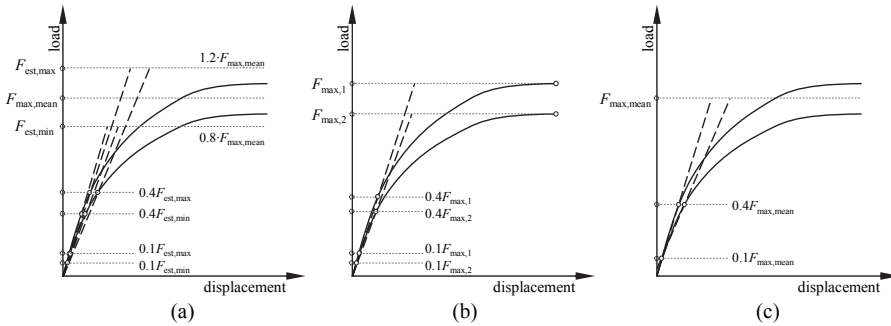 load
F_est,max
1.2·F_max,mean
F_max,mean
F_est,min
0.8·F_max,mean
0.4F_est,max
0.4F_est,min
0.1F_est,max
0.1F_est,min
displacement
(a)
load
F_max,1
F_max,2
0.4F_max,1
0.4F_max,2
0.1F_max,1
0.1F_max,2
displacement
(b)
load
F_max,mean
0.4F_max,mean
0.1F_max,mean
displacement
(c)